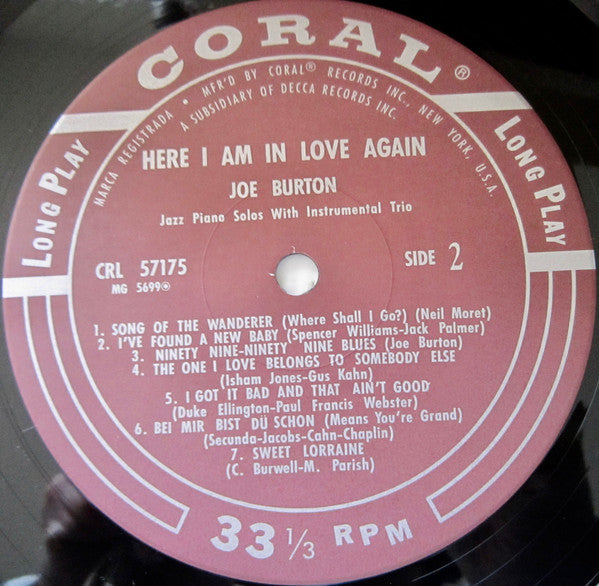 CORAL®
MARCA REGISTRADA • MFR'D BY CORAL® RECORDS INC., NEW YORK, U.S.A.
A SUBSIDIARY OF DECCA RECORDS INC.
LONG PLAY
LONG PLAY
HERE I AM IN LOVE AGAIN
JOE BURTON
Jazz Piano Solos With Instrumental Trio
CRL 57175
SIDE 2
MG 5699
1. SONG OF THE WANDERER (Where Shall I Go?) (Neil Moret)
2. I'VE FOUND A NEW BABY (Spencer Williams-Jack Palmer)
3. NINETY NINE-NINETY NINE BLUES (Joe Burton)
4. THE ONE I LOVE BELONGS TO SOMEBODY ELSE
(Isham Jones-Gus Kahn)
5. I GOT IT BAD AND THAT AIN'T GOOD
(Duke Ellington-Paul Francis Webster)
6. BEI MIR BIST DÜ SCHON (Means You're Grand)
(Secunda-Jacobs-Cahn-Chaplin)
7. SWEET LORRAINE
(C. Burwell-M. Parish)
33 1/3 RPM